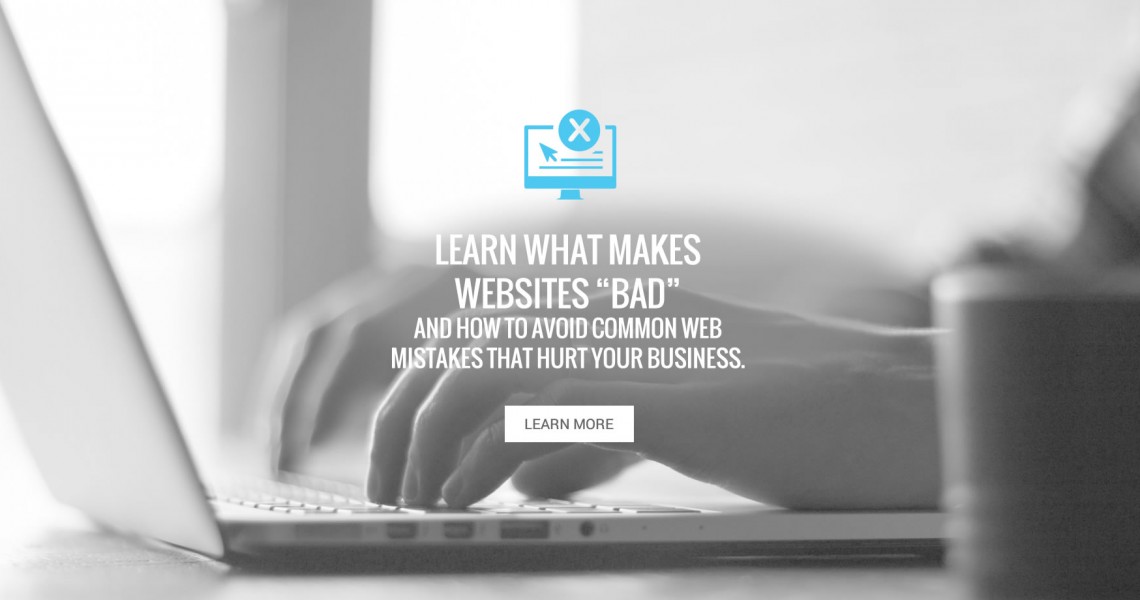 LEARN WHAT MAKES
WEBSITES “BAD”
AND HOW TO AVOID COMMON WEB
MISTAKES THAT HURT YOUR BUSINESS.
LEARN MORE